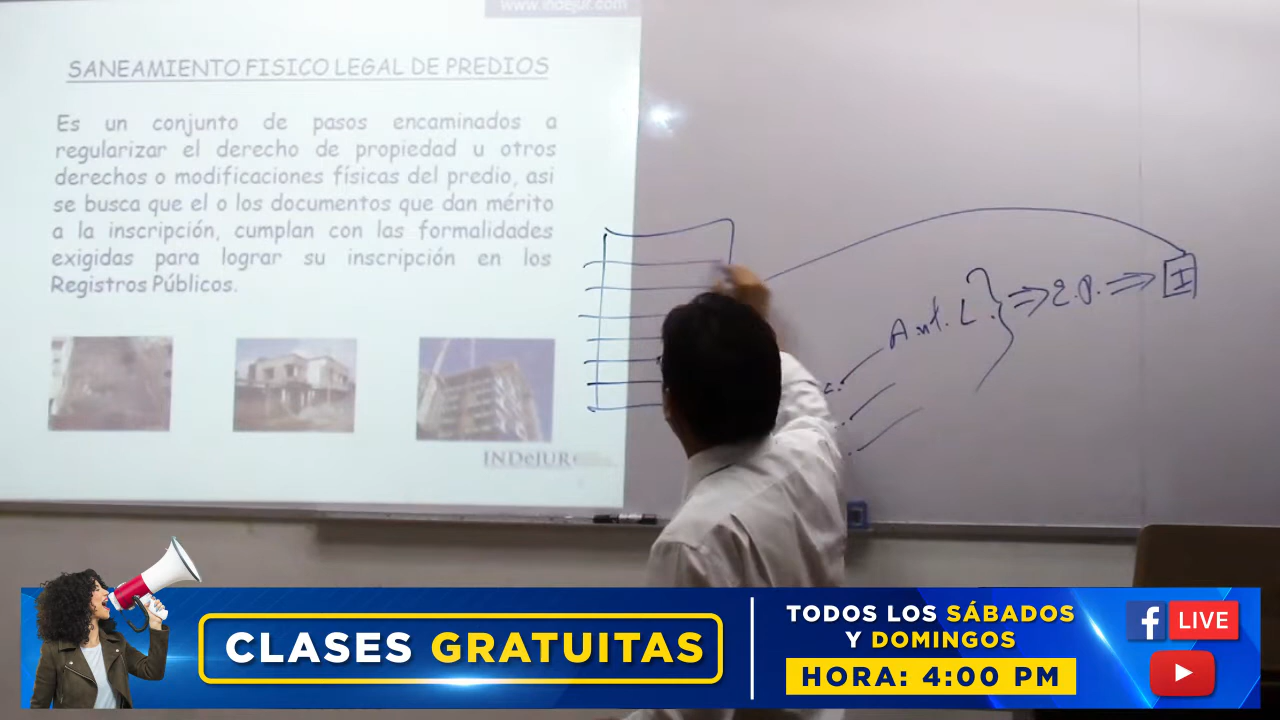 www.indejur.com
SANEAMIENTO FISICO LEGAL DE PREDIOS
Es un conjunto de pasos encaminados a
regularizar el derecho de propiedad u otros
derechos o modificaciones físicas del predio, asi
se busca que el o los documentos que dan mérito
a la inscripción, cumplan con las formalidades
exigidas para lograr su inscripción en los
Registros Públicos.
INDeJUR
Ant. L.
I
CLASES GRATUITAS
TODOS LOS SÁBADOS
Y DOMINGOS
HORA: 4:00 PM
f LIVE